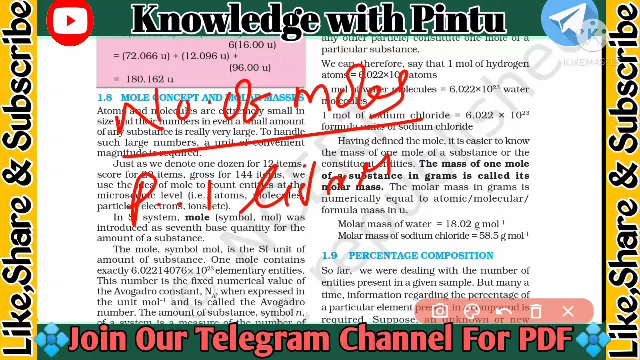 Knowledge with Pintu
Like,Share & Subscribe
6(16.00 u)
= (72.066 u) + (12.096 u) +
(96.00 u)
= 180.162 u
1.8 MOLE CONCEPT AND MOLAR MASSES
Atoms and molecules are extremely small in
size and their numbers in even a small amount
of any substance is really very large. To handle
such large numbers, a unit of convenient
magnitude is required.
Just as we denote one dozen for 12 items,
score for 20 items, gross for 144 items, we
use the idea of mole to count entities at the
microscopic level (i.e., atoms, molecules,
particles, electrons, ions, etc).
In SI system, mole (symbol, mol) was
introduced as seventh base quantity for the
amount of a substance.
The mole, symbol mol, is the SI unit of
amount of substance. One mole contains
exactly 6.02214076×10²³ elementary entities.
This number is the fixed numerical value of
the Avogadro constant, N_A, when expressed in
the unit mol⁻¹ and is called the Avogadro
number. The amount of substance, symbol n,
of a system is a measure of the number of
any other particle) constitute one mole of a
particular substance.
We can, therefore, say that 1 mol of hydrogen
atoms = 6.022×10²³ atoms
1 mol of water molecules = 6.022×10²³ water
molecules
1 mol of sodium chloride = 6.022 × 10²³
formula units of sodium chloride
Having defined the mole, it is easier to know
the mass of one mole of a substance or the
constituent entities. The mass of one mole
of a substance in grams is called its
molar mass. The molar mass in grams is
numerically equal to atomic/molecular/
formula mass in u.
Molar mass of water = 18.02 g mol⁻¹
Molar mass of sodium chloride = 58.5 g mol⁻¹
1.9 PERCENTAGE COMPOSITION
So far, we were dealing with the number of
entities present in a given sample. But many a
time, information regarding the percentage of
a particular element present in a compound is
required. Suppose, an unknown or new
No of moles
Like,Share & Subscribe
Join Our Telegram Channel For PDF